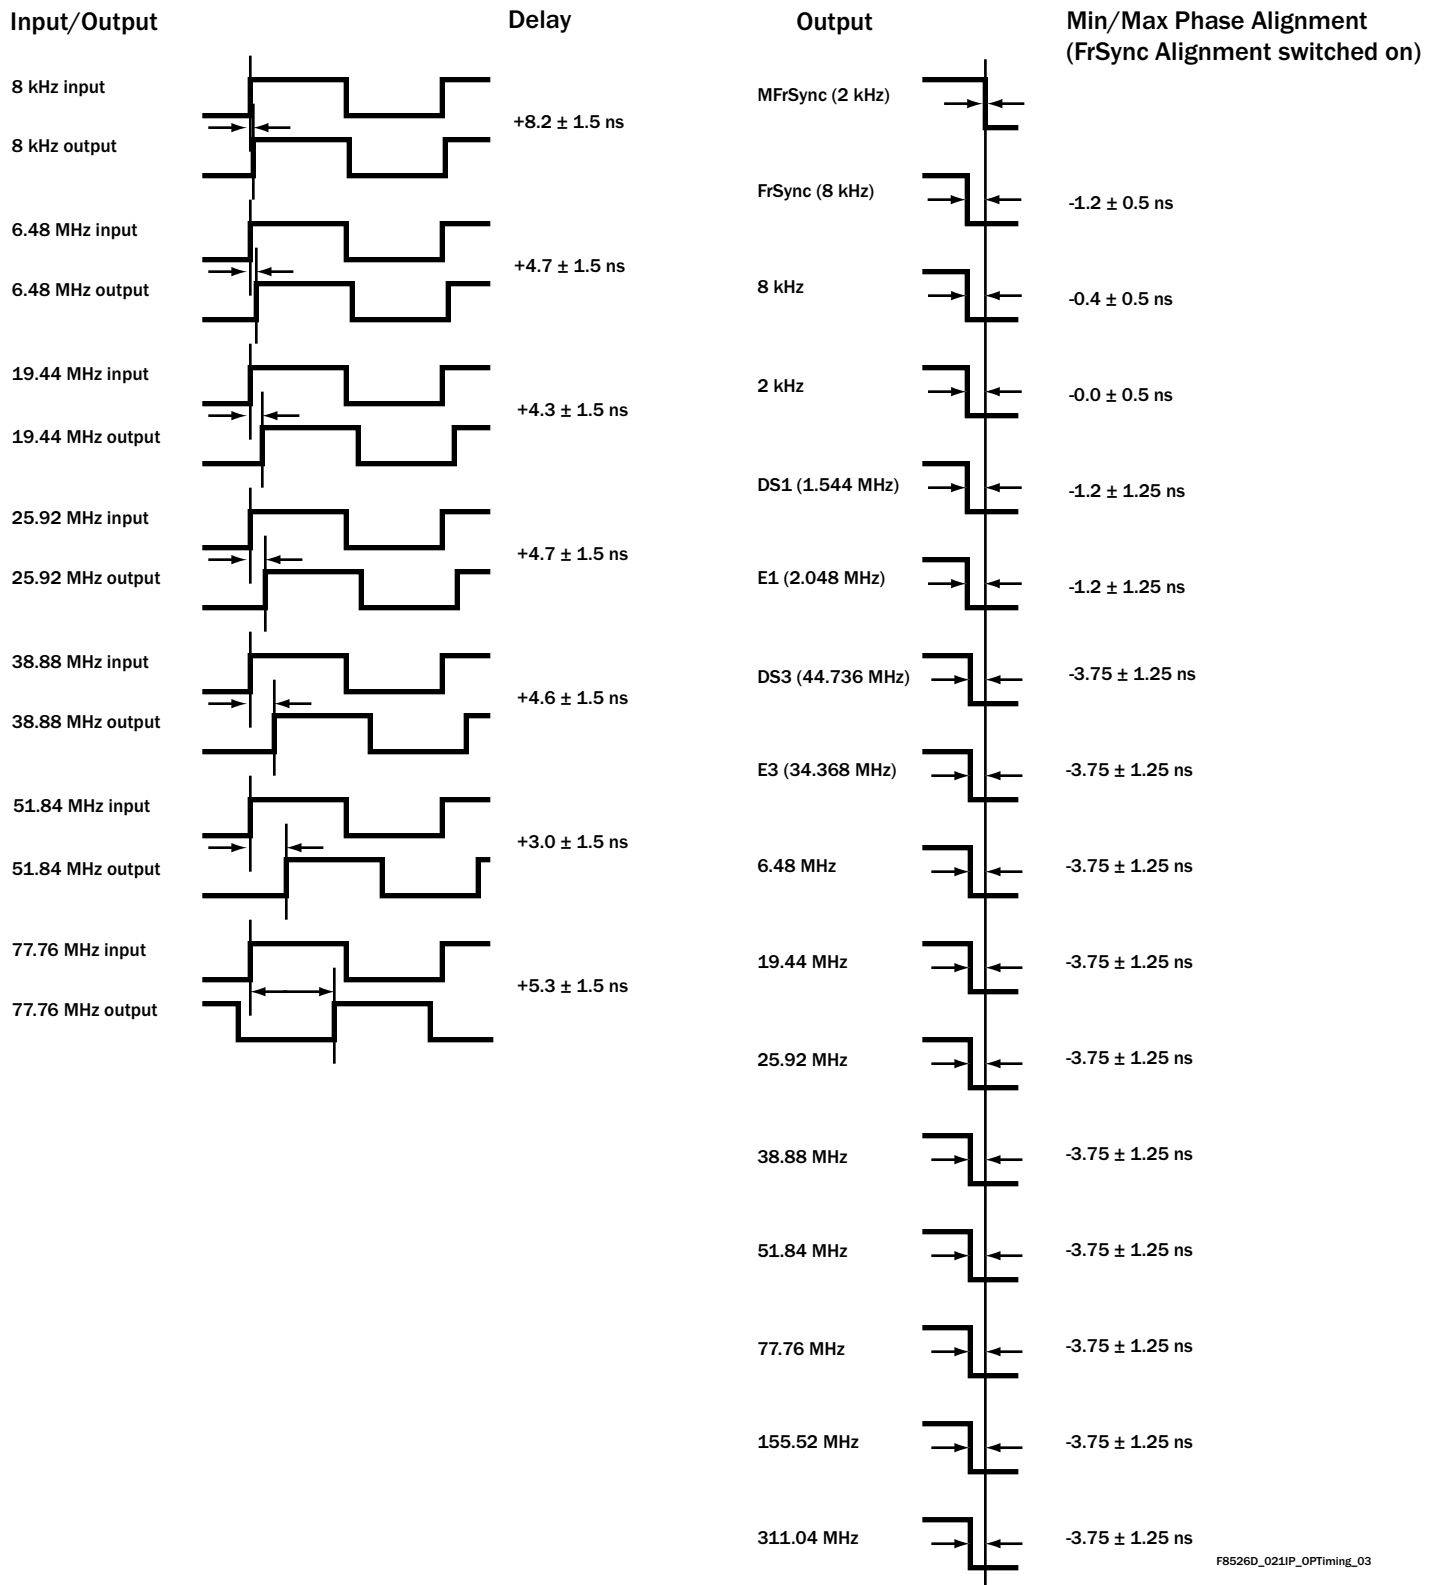 Input/Output
Delay
8 kHz input
+8.2 ± 1.5 ns
8 kHz output
6.48 MHz input
+4.7 ± 1.5 ns
6.48 MHz output
19.44 MHz input
+4.3 ± 1.5 ns
19.44 MHz output
25.92 MHz input
+4.7 ± 1.5 ns
25.92 MHz output
38.88 MHz input
+4.6 ± 1.5 ns
38.88 MHz output
51.84 MHz input
+3.0 ± 1.5 ns
51.84 MHz output
77.76 MHz input
+5.3 ± 1.5 ns
77.76 MHz output
Output
Min/Max Phase Alignment
(FrSync Alignment switched on)
MFrSync (2 kHz)
FrSync (8 kHz)
-1.2 ± 0.5 ns
8 kHz
-0.4 ± 0.5 ns
2 kHz
-0.0 ± 0.5 ns
DS1 (1.544 MHz)
-1.2 ± 1.25 ns
E1 (2.048 MHz)
-1.2 ± 1.25 ns
DS3 (44.736 MHz)
-3.75 ± 1.25 ns
E3 (34.368 MHz)
-3.75 ± 1.25 ns
6.48 MHz
-3.75 ± 1.25 ns
19.44 MHz
-3.75 ± 1.25 ns
25.92 MHz
-3.75 ± 1.25 ns
38.88 MHz
-3.75 ± 1.25 ns
51.84 MHz
-3.75 ± 1.25 ns
77.76 MHz
-3.75 ± 1.25 ns
155.52 MHz
-3.75 ± 1.25 ns
311.04 MHz
-3.75 ± 1.25 ns
F8526D_021IP_OPTiming_03